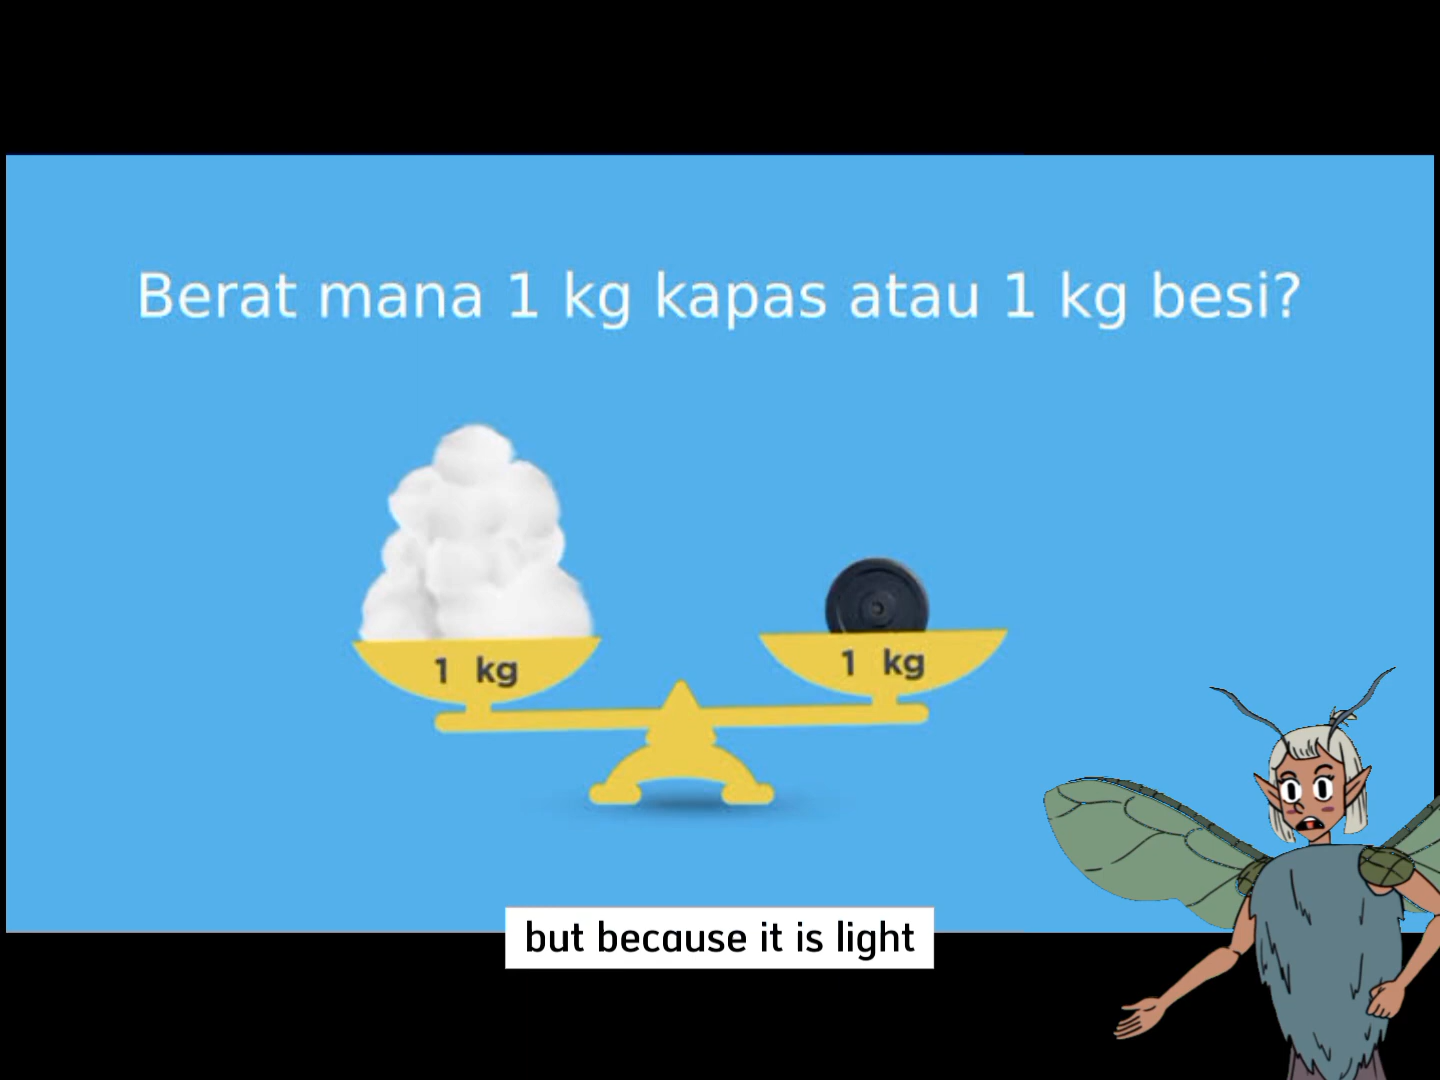 Berat mana 1 kg kapas atau 1 kg besi?
1 kg
1 kg
but because it is light